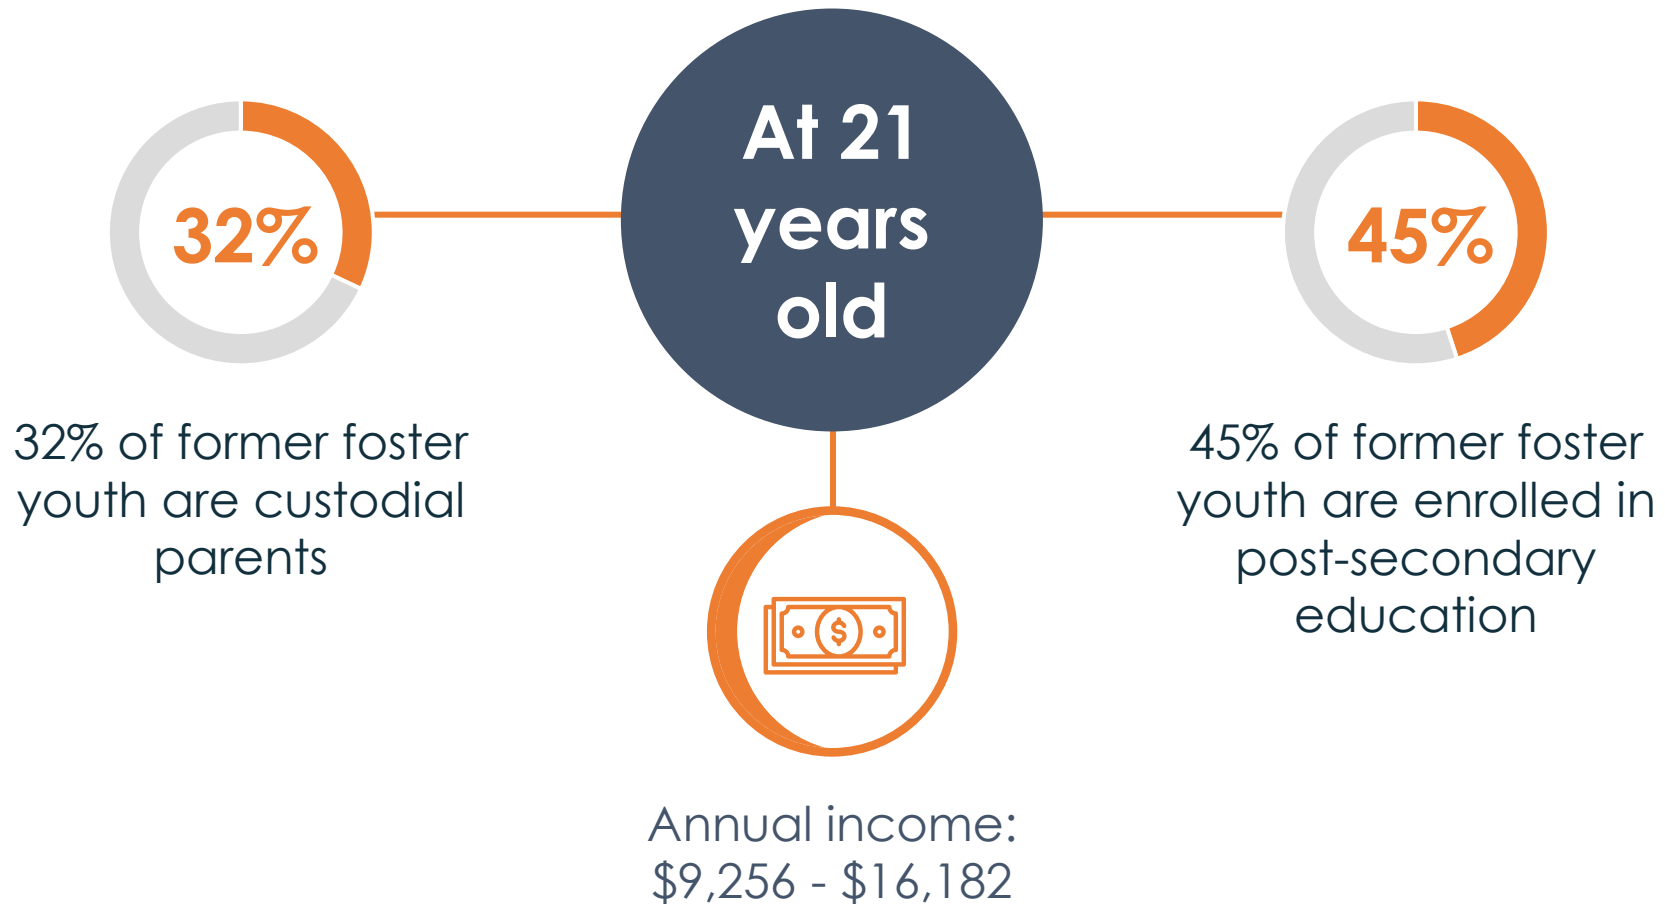 At 21
years
old
32%
32% of former foster
youth are custodial
parents
45%
45% of former foster
youth are enrolled in
post-secondary
education
$
Annual income:
$9,256 - $16,182